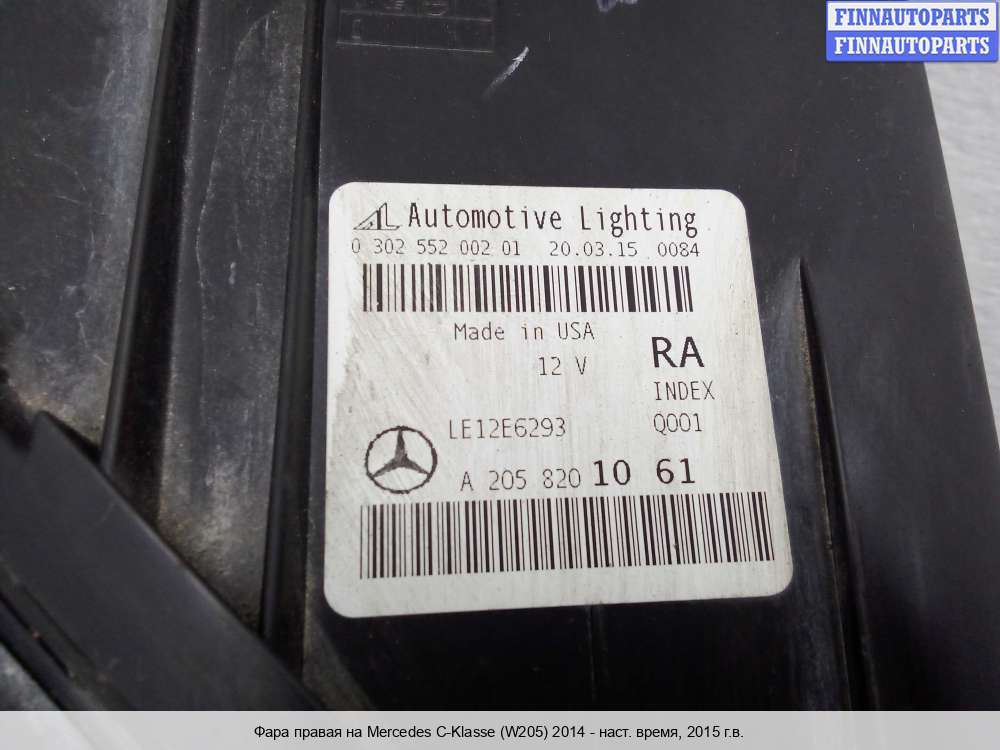 FINNAUTOPARTS
FINNAUTOPARTS
AL Automotive Lighting
0 302 552 002 01 20.03.15 0084
Made in USA
12 V
RA
INDEX
LE12E6293
Q001
A 205 820 10 61
Фара правая на Mercedes C-Klasse (W205) 2014 - наст. время, 2015 г.в.